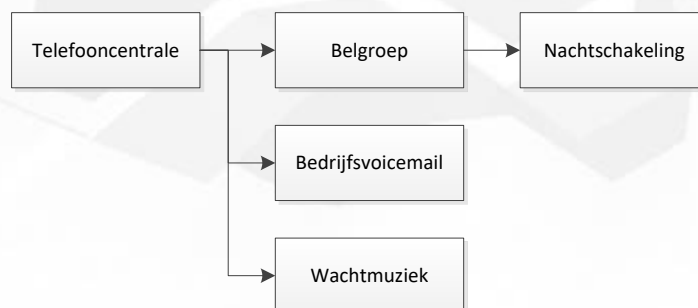 Telefooncentrale
Belgroep
Nachtschakeling
Bedrijfsvoicemail
Wachtmuziek